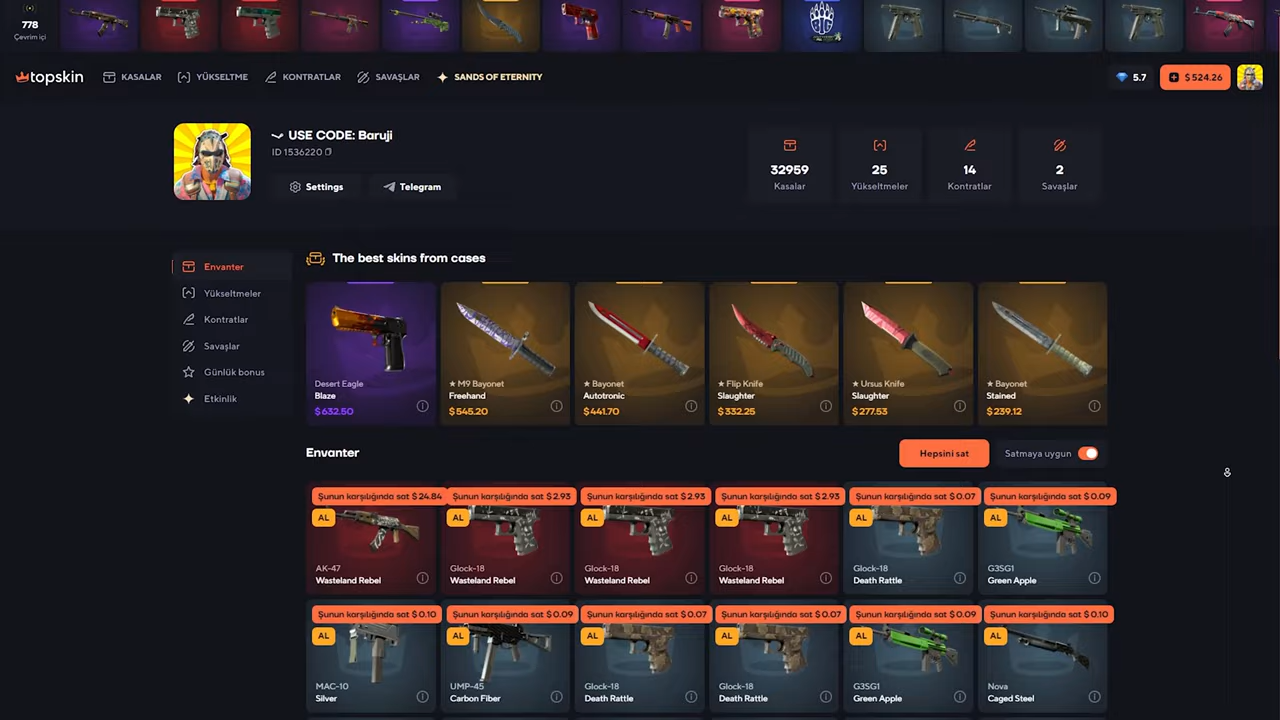 778
Çevrim içi
topskin
KASALAR
YÜKSELTME
KONTRATLAR
SAVAŞLAR
SANDS OF ETERNITY
5.7
$ 524.26
USE CODE: Baruji
ID 1536220
Settings
Telegram
32959
Kasalar
25
Yükseltmeler
14
Kontratlar
2
Savaşlar
Envanter
Yükseltmeler
Kontratlar
Savaşlar
Günlük bonus
Etkinlik
The best skins from cases
Desert Eagle
Blaze
$632.50
★ M9 Bayonet
Freehand
$545.20
★ Bayonet
Autotronic
$441.70
★ Flip Knife
Slaughter
$332.25
★ Ursus Knife
Slaughter
$277.53
★ Bayonet
Stained
$239.12
Envanter
Hepsini sat
Satmaya uygun
Şunun karşılığında sat $24.84
AL
AK-47
Wasteland Rebel
Şunun karşılığında sat $2.93
AL
Glock-18
Wasteland Rebel
Şunun karşılığında sat $2.93
AL
Glock-18
Wasteland Rebel
Şunun karşılığında sat $2.93
AL
Glock-18
Wasteland Rebel
Şunun karşılığında sat $0.07
AL
Glock-18
Death Rattle
Şunun karşılığında sat $0.09
AL
G3SG1
Green Apple
Şunun karşılığında sat $0.10
AL
MAC-10
Silver
Şunun karşılığında sat $0.09
AL
UMP-45
Carbon Fiber
Şunun karşılığında sat $0.07
AL
Glock-18
Death Rattle
Şunun karşılığında sat $0.07
AL
Glock-18
Death Rattle
Şunun karşılığında sat $0.09
AL
G3SG1
Green Apple
Şunun karşılığında sat $0.10
AL
Nova
Caged Steel